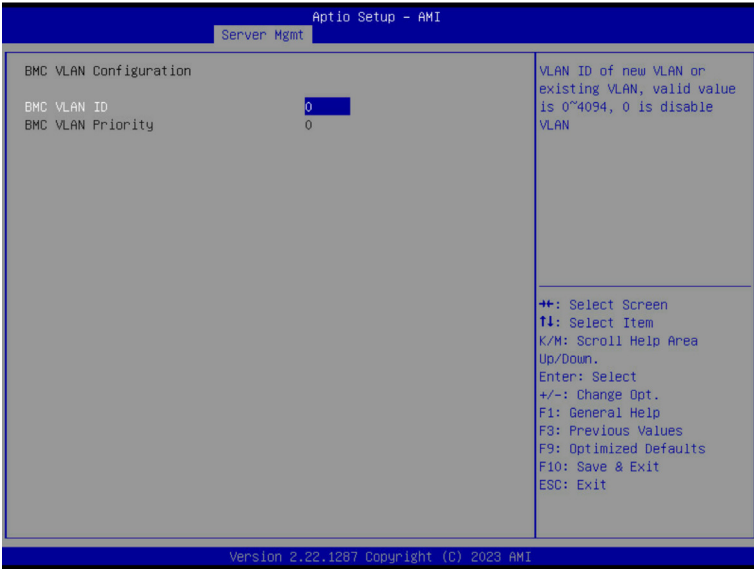 Aptio Setup – AMI
Server Mgmt
BMC VLAN Configuration
BMC VLAN ID 0
BMC VLAN Priority 0
VLAN ID of new VLAN or
existing VLAN, valid value
is 0~4094, 0 is disable
VLAN
→←: Select Screen
↑↓: Select Item
K/M: Scroll Help Area
Up/Down.
Enter: Select
+/-: Change Opt.
F1: General Help
F3: Previous Values
F9: Optimized Defaults
F10: Save & Exit
ESC: Exit
Version 2.22.1287 Copyright (C) 2023 AMI